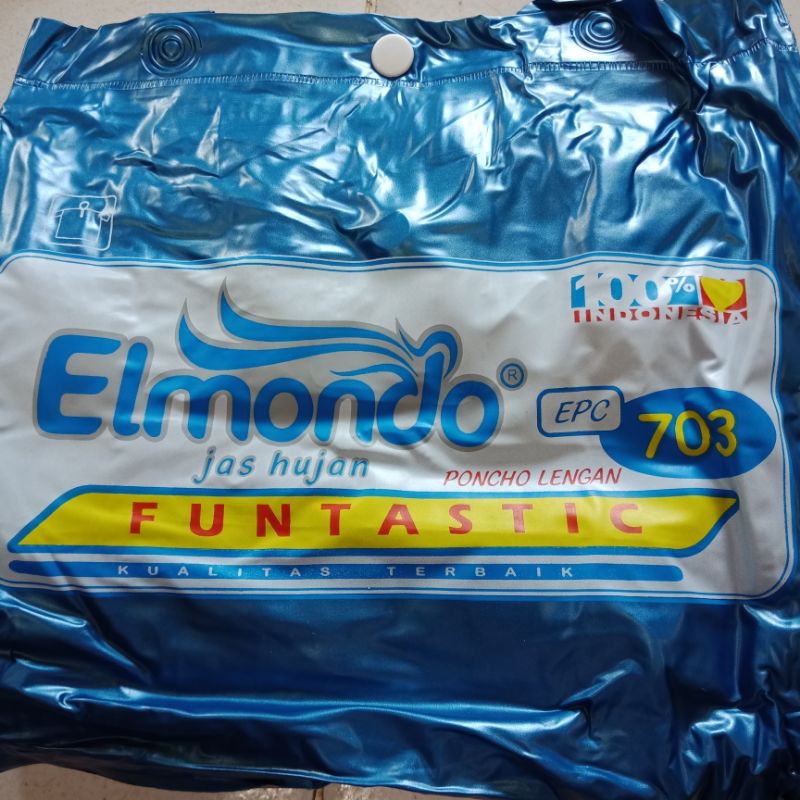 100% INDONESIA
Elmondo®
jas hujan
EPC 703
PONCHO LENGAN
FUNTASTIC
KUALITAS TERBAIK